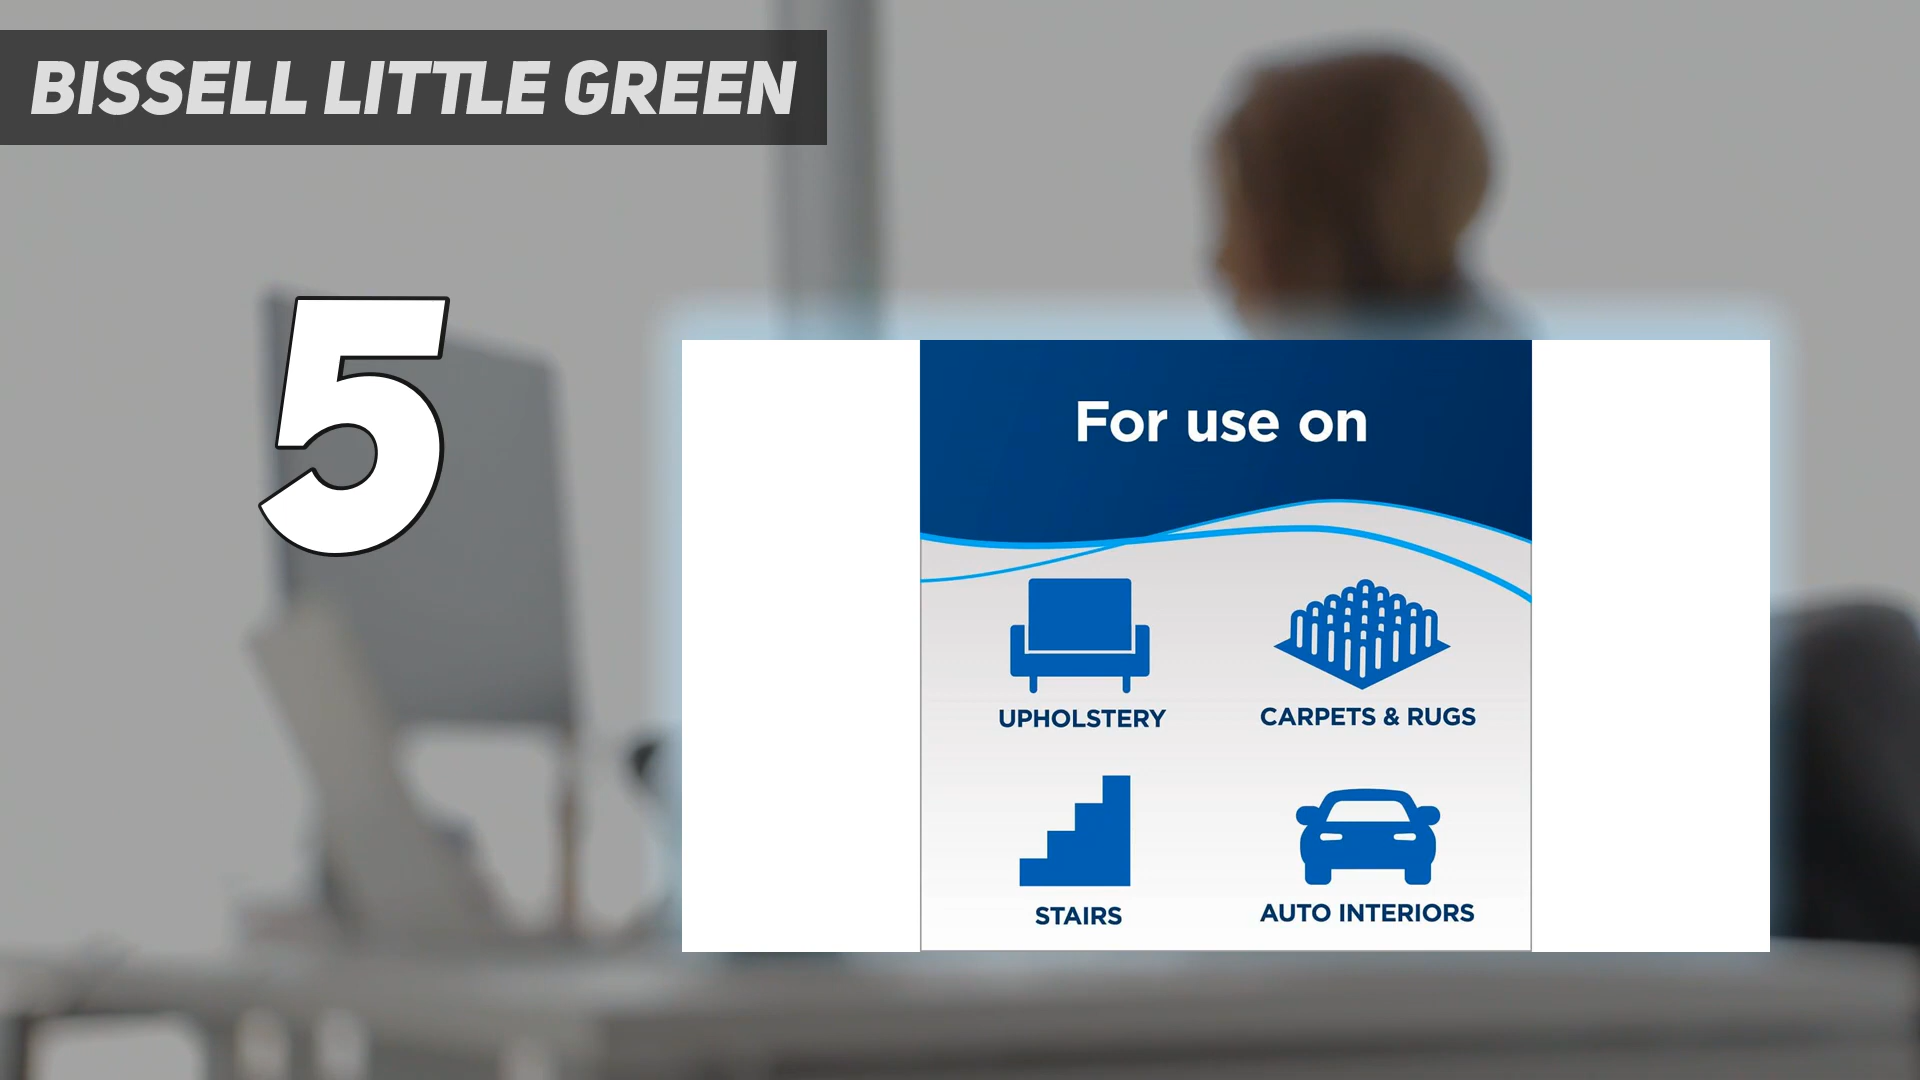 BISSELL LITTLE GREEN
5
For use on
UPHOLSTERY
CARPETS & RUGS
STAIRS
AUTO INTERIORS